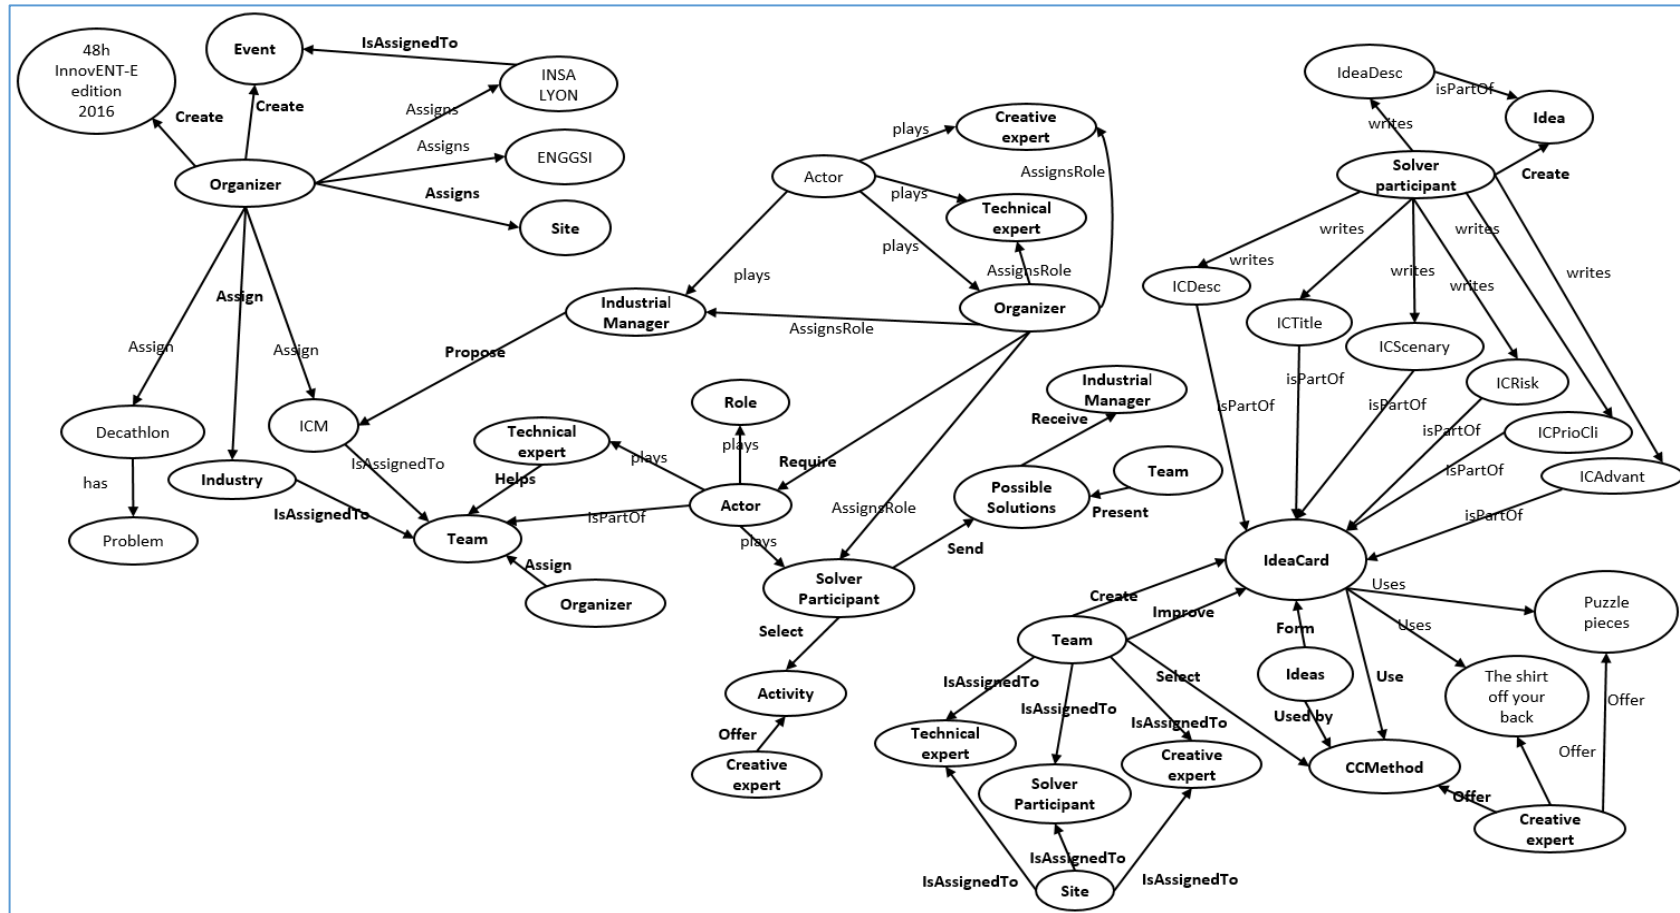 48h
InnovENT-E
edition
2016
Event
IsAssignedTo
INSA
LYON
Create
Create
Assigns
Assigns
ENGGSI
Organizer
Assigns
Site
Assign
Assign
Assign
Decathlon
ICM
has
Industry
Problem
IsAssignedTo
IsAssignedTo
Actor
plays
Creative
expert
AssignsRole
plays
Technical
expert
plays
plays
AssignsRole
Organizer
Industrial
Manager
AssignsRole
Propose
Role
plays
Technical
expert
plays
Helps
Require
Actor
isPartOf
Team
plays
Assign
Organizer
AssignsRole
Industrial
Manager
Receive
Team
Possible
Solutions
Present
Send
Solver
Participant
Select
Activity
Offer
Creative
expert
IdeaDesc
isPartOf
Idea
writes
Solver
participant
Create
writes
writes
writes
writes
writes
writes
ICDesc
ICTitle
ICScenary
ICRisk
ICPrioCli
ICAdvant
isPartOf
isPartOf
isPartOf
isPartOf
isPartOf
isPartOf
IdeaCard
Create
Improve
Team
Select
Form
Ideas
Used by
Uses
Uses
Use
Puzzle
pieces
The shirt
off your
back
Offer
Offer
CCMethod
Offer
Creative
expert
IsAssignedTo
IsAssignedTo
IsAssignedTo
Technical
expert
Solver
Participant
Creative
expert
IsAssignedTo
IsAssignedTo
IsAssignedTo
Site